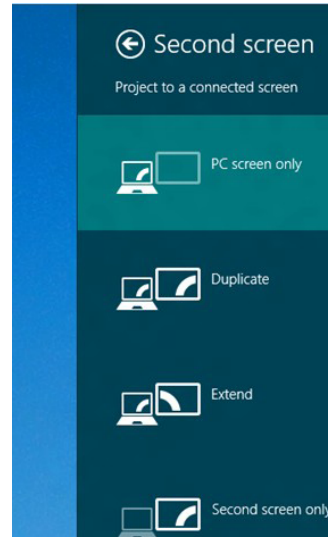 Second screen
Project to a connected screen
PC screen only
Duplicate
Extend
Second screen only